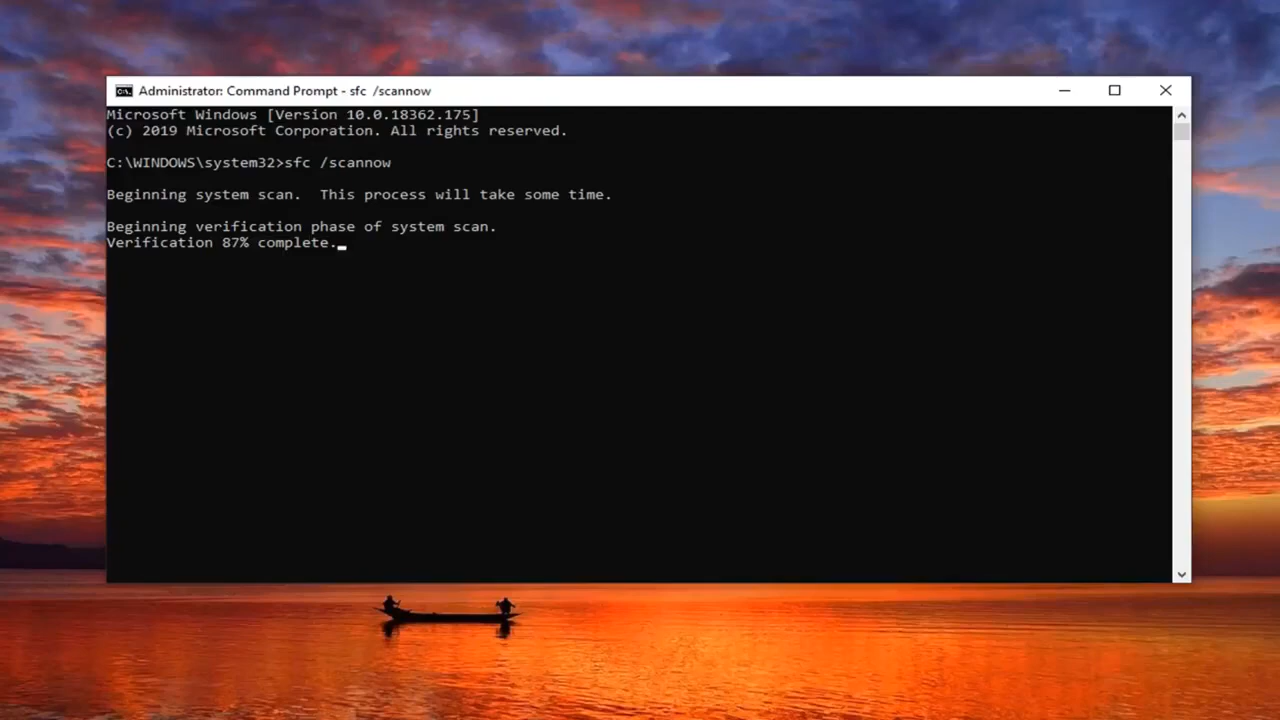 Administrator: Command Prompt - sfc  /scannow
Microsoft Windows [Version 10.0.18362.175]
(c) 2019 Microsoft Corporation. All rights reserved.
C:\WINDOWS\system32>sfc /scannow
Beginning system scan.  This process will take some time.
Beginning verification phase of system scan.
Verification 87% complete.